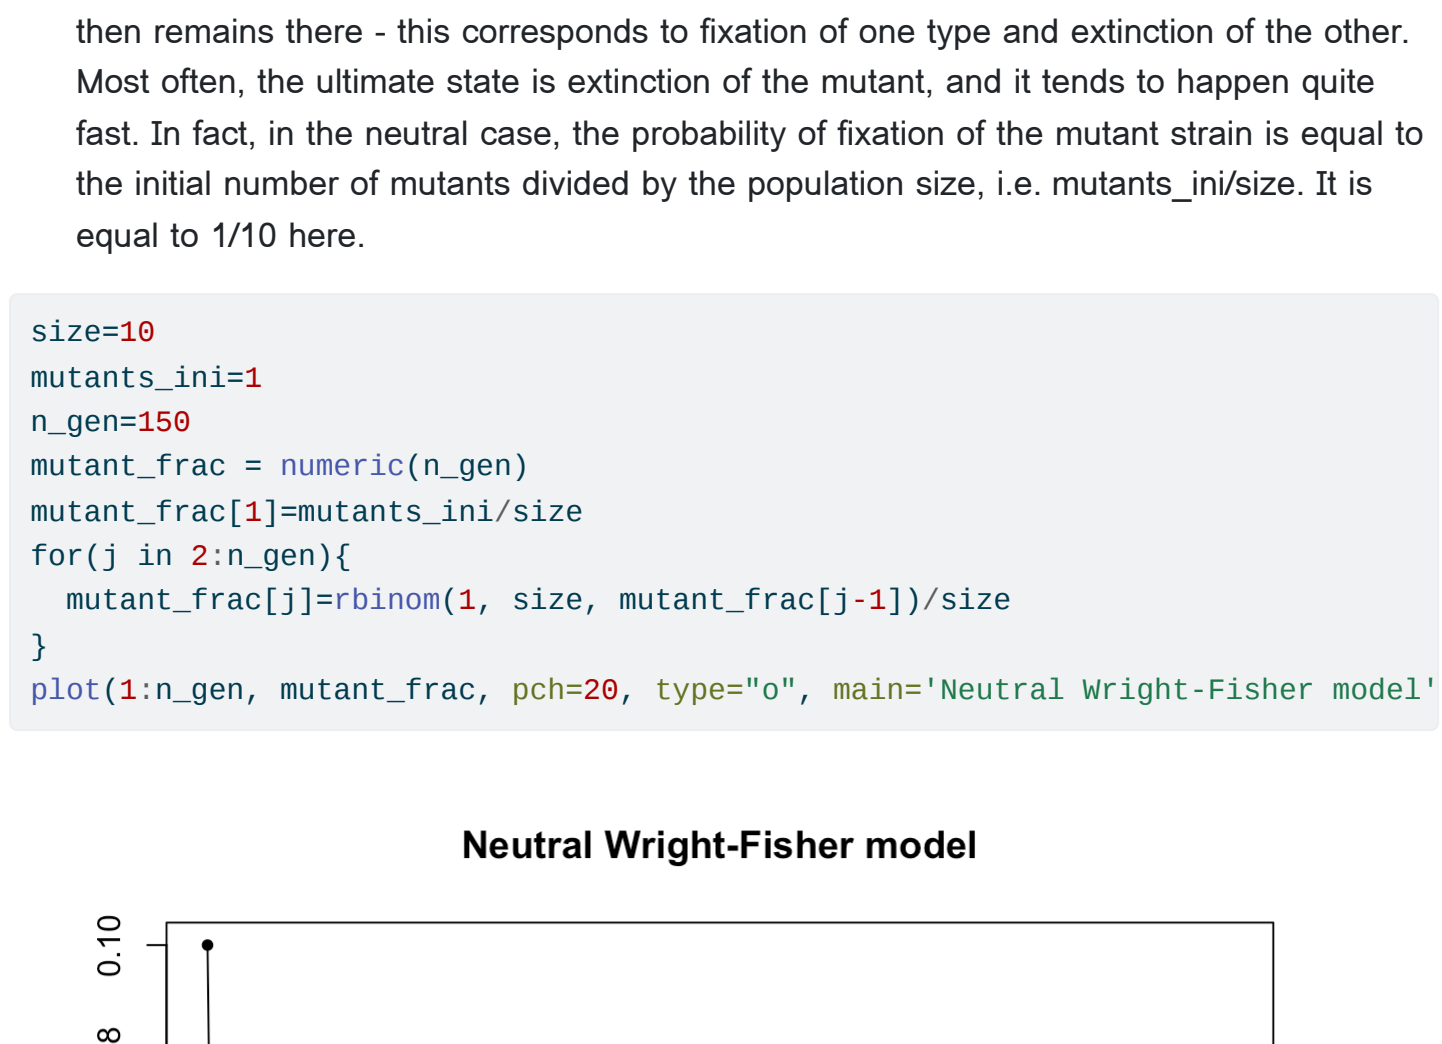 then remains there - this corresponds to fixation of one type and extinction of the other.
Most often, the ultimate state is extinction of the mutant, and it tends to happen quite
fast. In fact, in the neutral case, the probability of fixation of the mutant strain is equal to
the initial number of mutants divided by the population size, i.e. mutants_ini/size. It is
equal to 1/10 here.
size=10
mutants_ini=1
n_gen=150
mutant_frac = numeric(n_gen)
mutant_frac[1]=mutants_ini/size
for(j in 2:n_gen){
  mutant_frac[j]=rbinom(1, size, mutant_frac[j-1])/size
}
plot(1:n_gen, mutant_frac, pch=20, type="o", main='Neutral Wright-Fisher model'
Neutral Wright-Fisher model
0.10
8